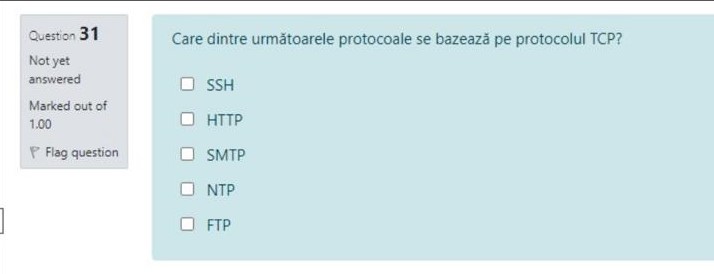 Question 31
Not yet
answered
Marked out of
1.00
Flag question
Care dintre următoarele protocoale se bazează pe protocolul TCP?
SSH
HTTP
SMTP
NTP
FTP